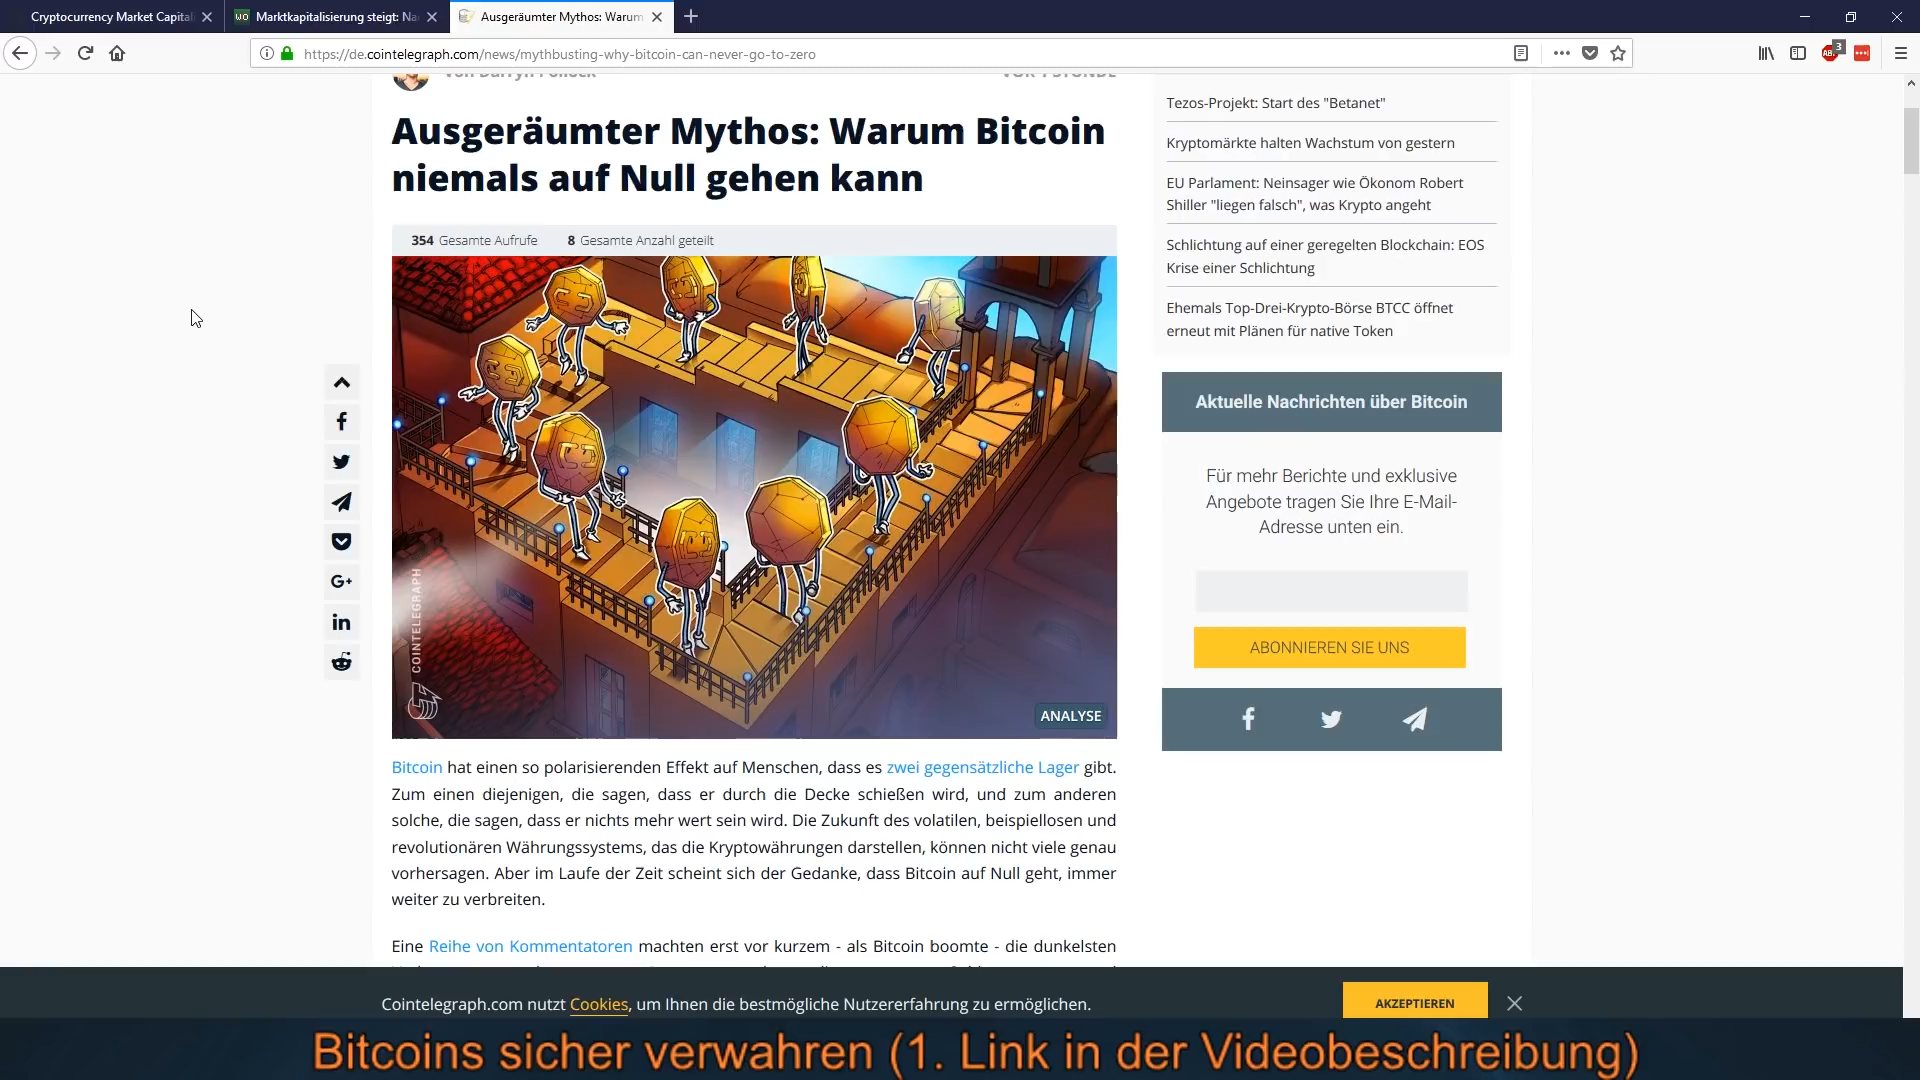 Cryptocurrency Market Capital
Marktkapitalisierung steigt: Na
Ausgeräumter Mythos: Warum
https://de.cointelegraph.com/news/mythbusting-why-bitcoin-can-never-go-to-zero
3
von Darryn Pollock
VOR 1 STUNDE
Ausgeräumter Mythos: Warum Bitcoin
niemals auf Null gehen kann
354 Gesamte Aufrufe 8 Gesamte Anzahl geteilt
COINTELEGRAPH
ANALYSE
Bitcoin hat einen so polarisierenden Effekt auf Menschen, dass es zwei gegensätzliche Lager gibt.
Zum einen diejenigen, die sagen, dass er durch die Decke schießen wird, und zum anderen
solche, die sagen, dass er nichts mehr wert sein wird. Die Zukunft des volatilen, beispiellosen und
revolutionären Währungssystems, das die Kryptowährungen darstellen, können nicht viele genau
vorhersagen. Aber im Laufe der Zeit scheint sich der Gedanke, dass Bitcoin auf Null geht, immer
weiter zu verbreiten.
Eine Reihe von Kommentatoren machten erst vor kurzem - als Bitcoin boomte - die dunkelsten
Tezos-Projekt: Start des "Betanet"
Kryptomärkte halten Wachstum von gestern
EU Parlament: Neinsager wie Ökonom Robert
Shiller "liegen falsch", was Krypto angeht
Schlichtung auf einer geregelten Blockchain: EOS
Krise einer Schlichtung
Ehemals Top-Drei-Krypto-Börse BTCC öffnet
erneut mit Plänen für native Token
Aktuelle Nachrichten über Bitcoin
Für mehr Berichte und exklusive
Angebote tragen Sie Ihre E-Mail-
Adresse unten ein.
ABONNIEREN SIE UNS
Cointelegraph.com nutzt Cookies, um Ihnen die bestmögliche Nutzererfahrung zu ermöglichen.
AKZEPTIEREN
Bitcoins sicher verwahren (1. Link in der Videobeschreibung)